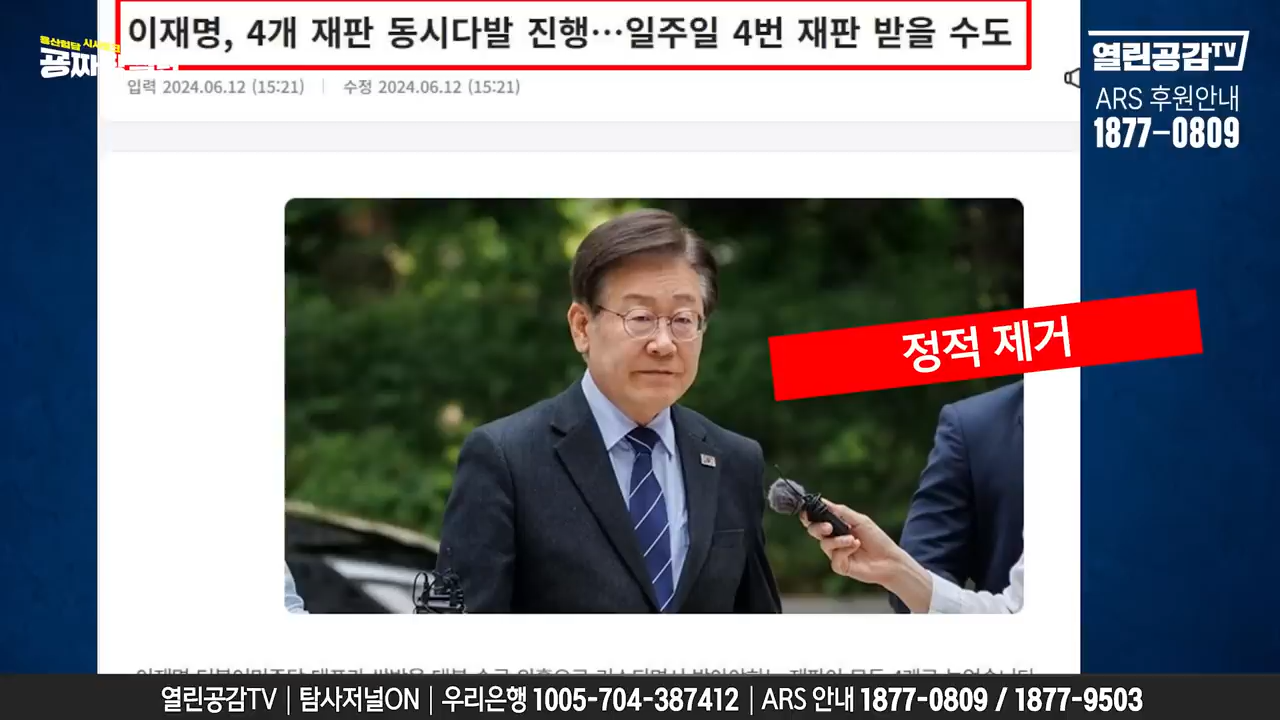 이재명, 4개 재판 동시다발 진행…일주일 4번 재판 받을 수도
입력 2024.06.12 (15:21) | 수정 2024.06.12 (15:21)
열린공감TV
ARS 후원안내
1877-0809
정적 제거
열린공감TV | 탐사저널ON | 우리은행 1005-704-387412 | ARS 안내 1877-0809 / 1877-9503